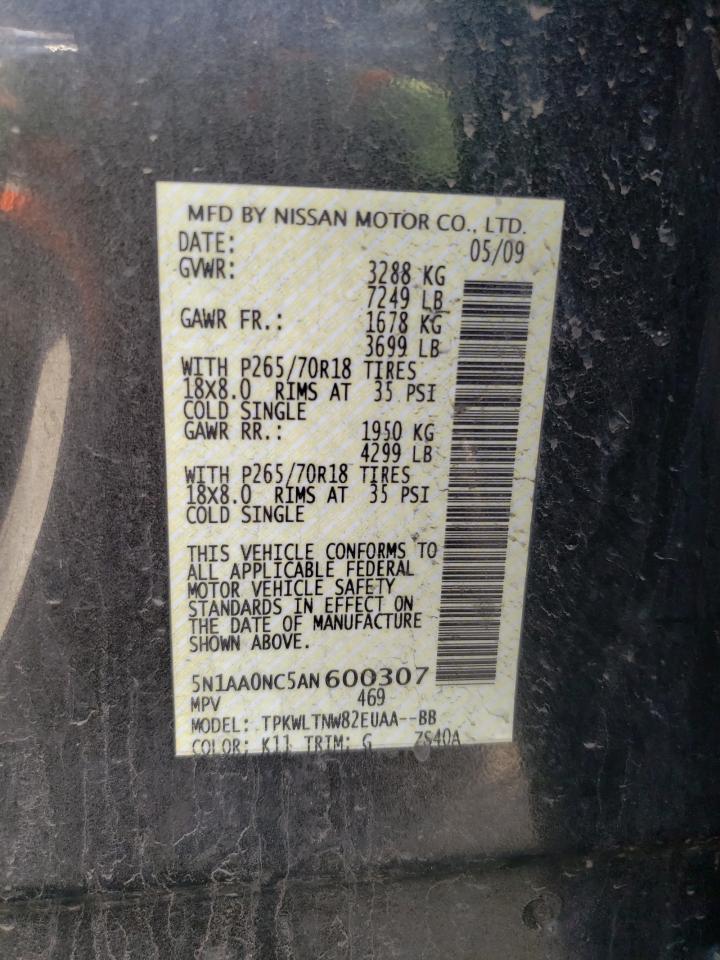 MFD BY NISSAN MOTOR CO., LTD.
DATE: 05/09
GVWR: 3288 KG
7249 LB
GAWR FR.: 1678 KG
3699 LB
WITH P265/70R18 TIRES
18X8.0 RIMS AT 35 PSI
COLD SINGLE
GAWR RR.: 1950 KG
4299 LB
WITH P265/70R18 TIRES
18X8.0 RIMS AT 35 PSI
COLD SINGLE
THIS VEHICLE CONFORMS TO
ALL APPLICABLE FEDERAL
MOTOR VEHICLE SAFETY
STANDARDS IN EFFECT ON
THE DATE OF MANUFACTURE
SHOWN ABOVE.
5N1AA0NC5AN600307
MPV 469
MODEL: TPKWLTNW82EUAA--BB
COLOR: K11 TRIM: G ZS40A